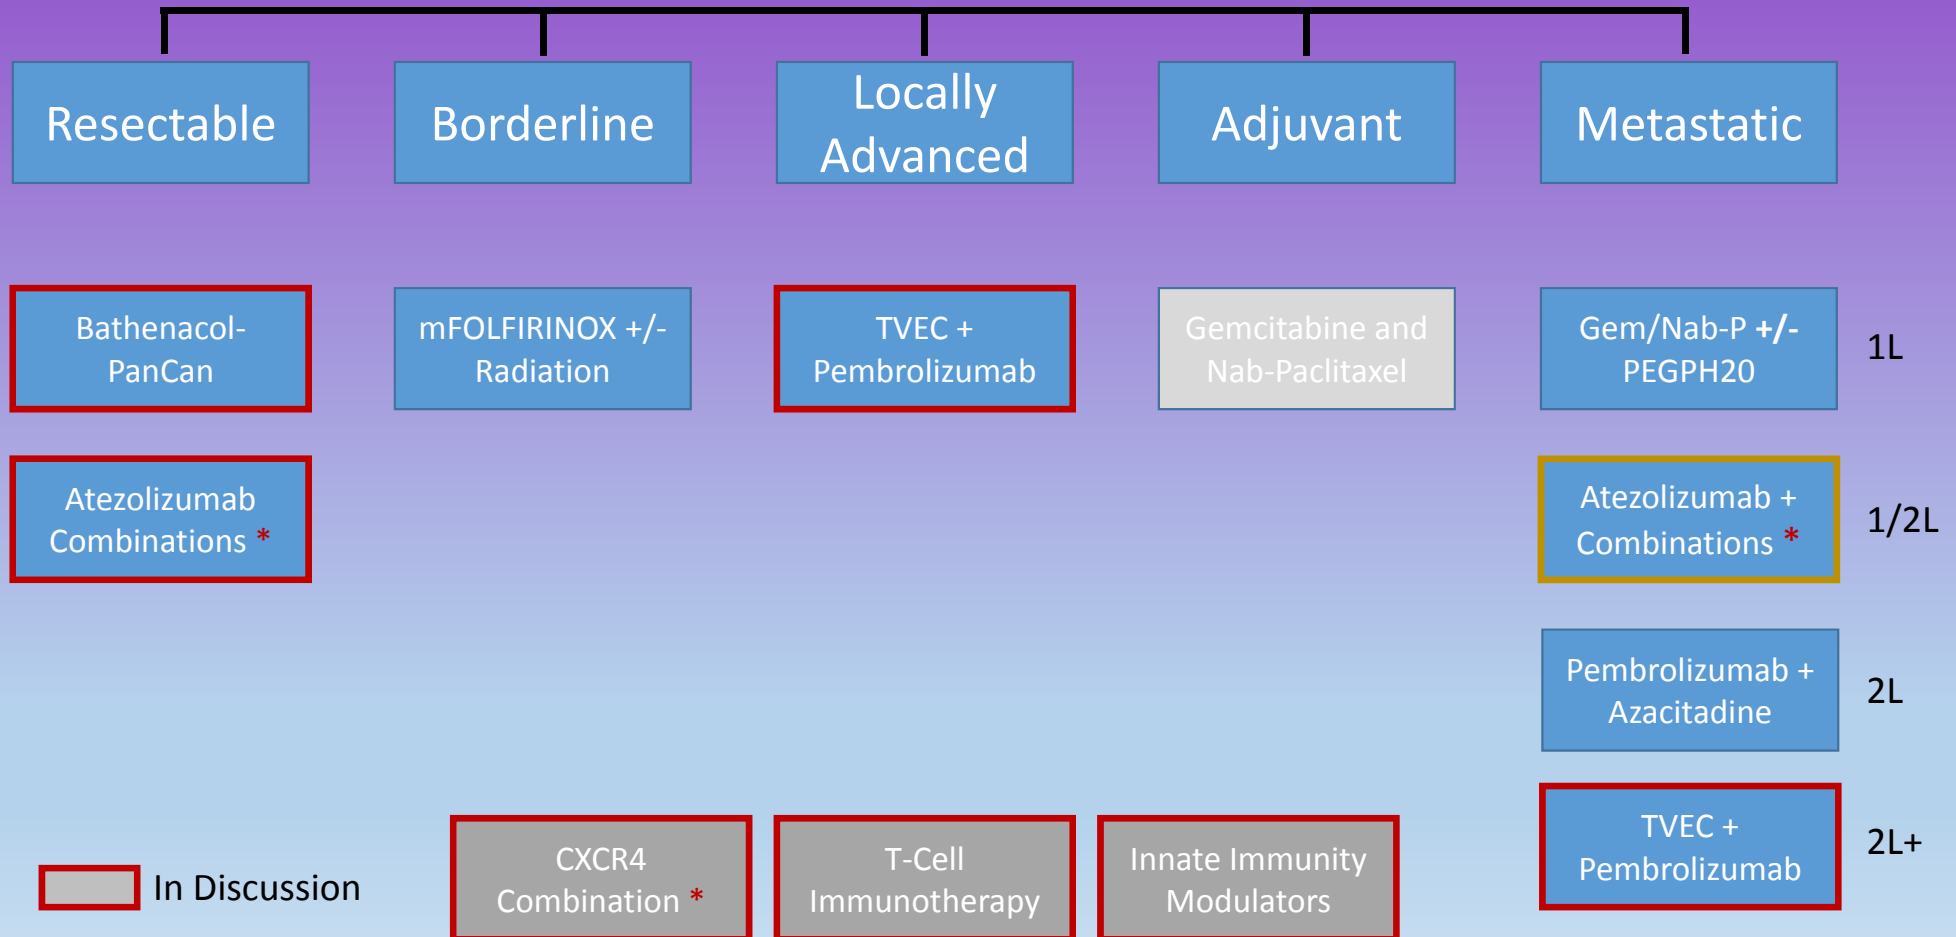 Resectable
Borderline
Locally
Advanced
Adjuvant
Metastatic
Bathenacol-
PanCan
mFOLFIRINOX +/-
Radiation
TVEC +
Pembrolizumab
Gemcitabine and
Nab-Paclitaxel
Gem/Nab-P +/-
PEGPH20
1L
Atezolizumab
Combinations *
Atezolizumab +
Combinations *
1/2L
Pembrolizumab +
Azacitadine
2L
TVEC +
Pembrolizumab
2L+
In Discussion
CXCR4
Combination *
T-Cell
Immunotherapy
Innate Immunity
Modulators